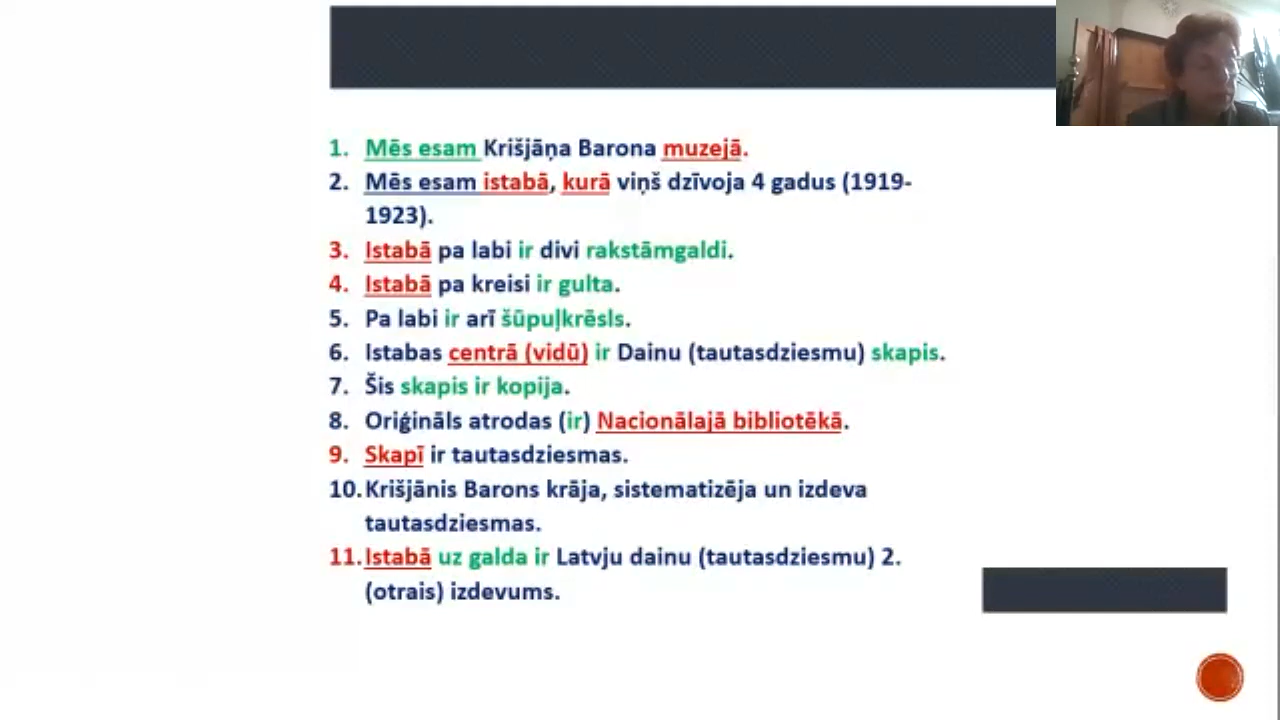 1. Mēs esam Krišjāņa Barona muzejā.
2. Mēs esam istabā, kurā viņš dzīvoja 4 gadus (1919-
1923).
3. Istabā pa labi ir divi rakstāmgaldi.
4. Istabā pa kreisi ir gulta.
5. Pa labi ir arī šūpuļkrēsls.
6. Istabas centrā (vidū) ir Dainu (tautasdziesmu) skapis.
7. Šis skapis ir kopija.
8. Oriģināls atrodas (ir) Nacionālajā bibliotēkā.
9. Skapī ir tautasdziesmas.
10. Krišjānis Barons krāja, sistematizēja un izdeva
tautasdziesmas.
11. Istabā uz galda ir Latvju dainu (tautasdziesmu) 2.
(otrais) izdevums.